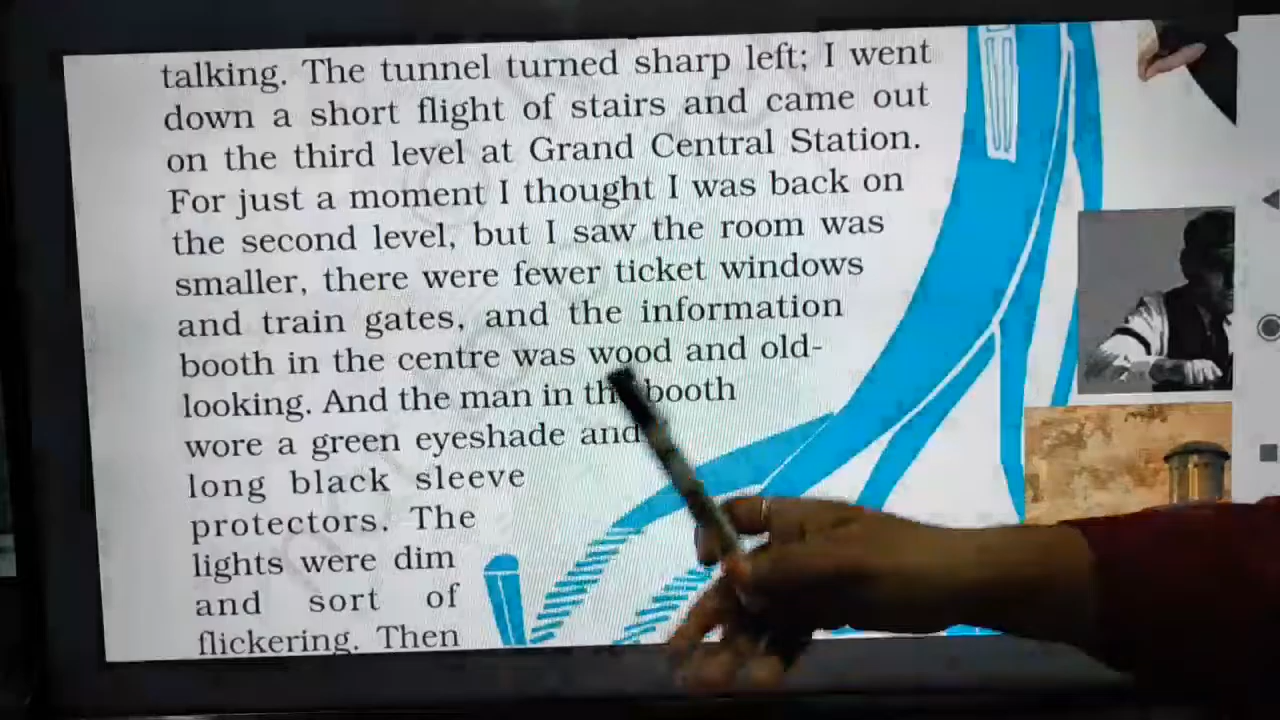 talking. The tunnel turned sharp left; I went
down a short flight of stairs and came out
on the third level at Grand Central Station.
For just a moment I thought I was back on
the second level, but I saw the room was
smaller, there were fewer ticket windows
and train gates, and the information
booth in the centre was wood and old-
looking. And the man in the booth
wore a green eyeshade and
long black sleeve
protectors. The
lights were dim
and sort of
flickering. Then